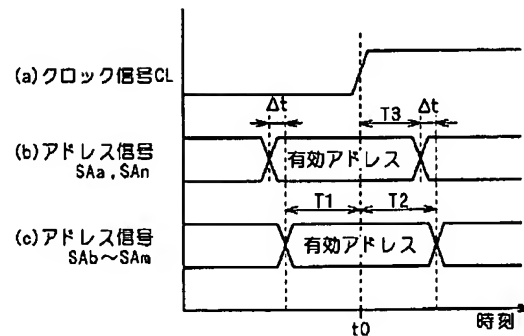 (a)クロック信号CL
Δt
T3
Δt
(b)アドレス信号
SAa,SAn
有効アドレス
T1
T2
(c)アドレス信号
SAb～SAm
有効アドレス
t0
時刻